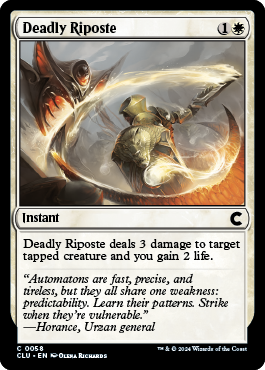 Deadly Riposte 1
Instant
Deadly Riposte deals 3 damage to target
tapped creature and you gain 2 life.
“Automatons are fast, precise, and
tireless, but they all share one weakness:
predictability. Learn their patterns. Strike
when they’re vulnerable.”
—Horance, Urzan general
C 0058
CLU • EN Olena Richards ™ & © 2024 Wizards of the Coast